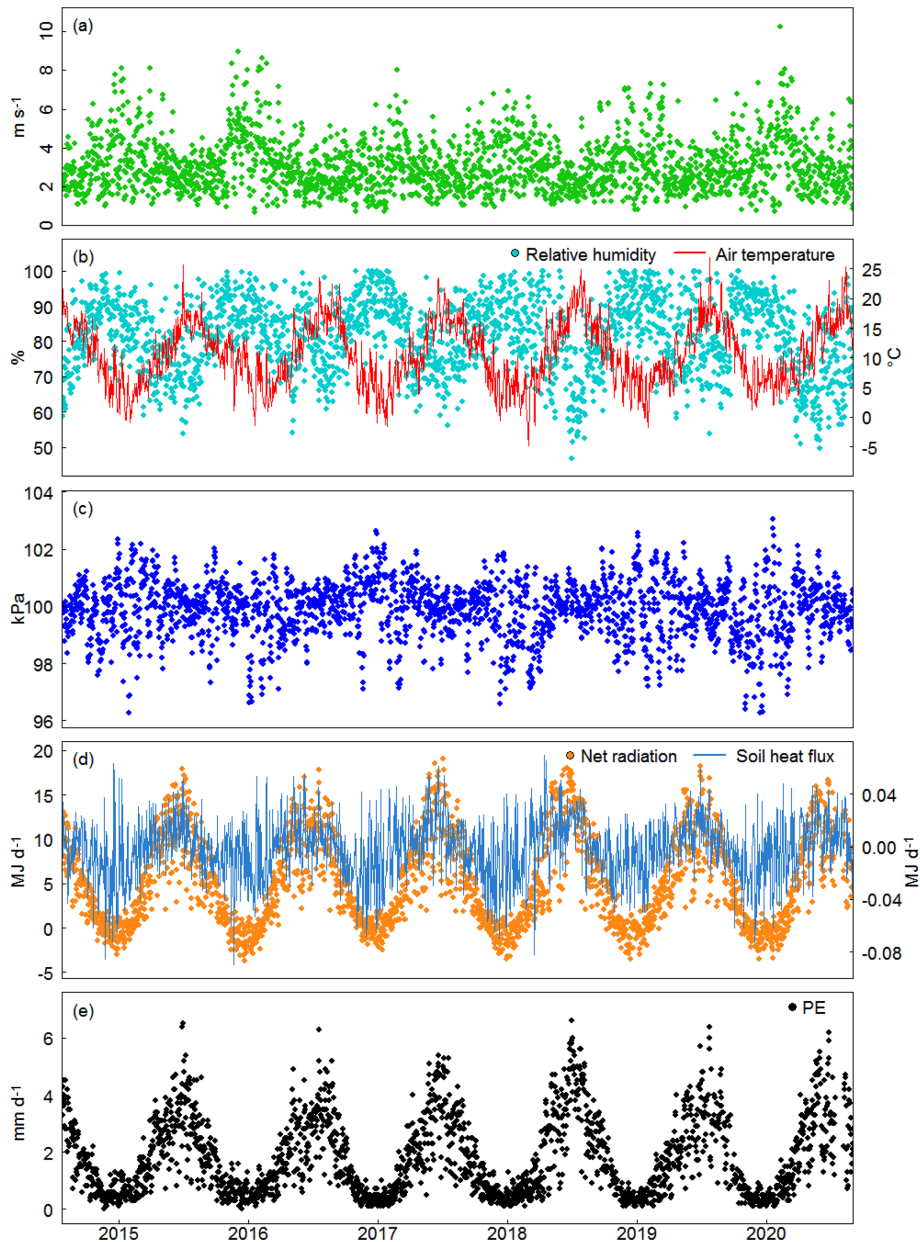 (a)
m s-1
10
8
6
4
2
0
(b)
Relative humidity
Air temperature
%
100
90
80
70
60
50
25
20
15
10
5
0
-5
°C
(c)
kPa
104
102
100
98
96
(d)
Net radiation
Soil heat flux
MJ d-1
20
15
10
5
0
-5
0.04
0.00
-0.04
-0.08
MJ d-1
(e)
PE
mm d-1
6
4
2
0
2015 2016 2017 2018 2019 2020